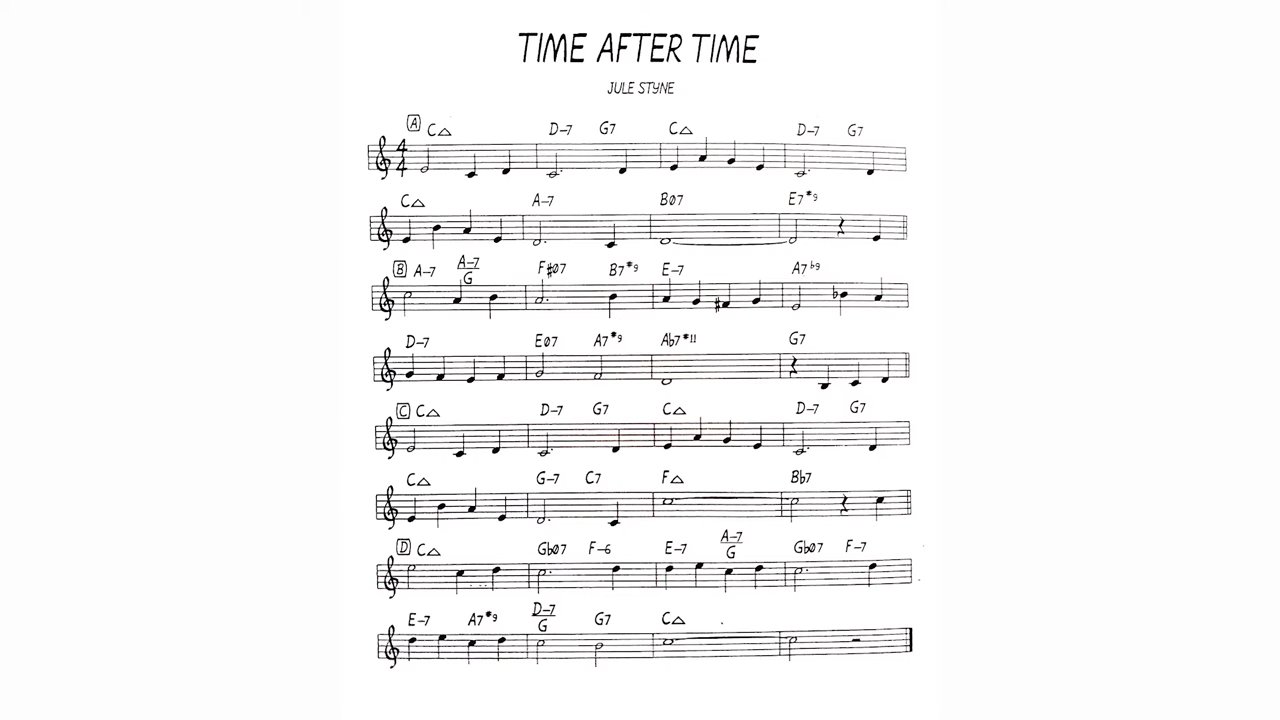 TIME AFTER TIME
JULE STYNE
A C△ D–7 G7 C△ D–7 G7
4
4
C△ A–7 Bø7 E7#9
B A–7 A–7/G F#ø7 B7#9 E–7 A7b9
D–7 Eø7 A7#9 Ab7#11 G7
C C△ D–7 G7 C△ D–7 G7
C△ G–7 C7 F△ Bb7
D C△ Gbø7 F–6 E–7 A–7/G Gbø7 F–7
E–7 A7#9 D–7/G G7 C△